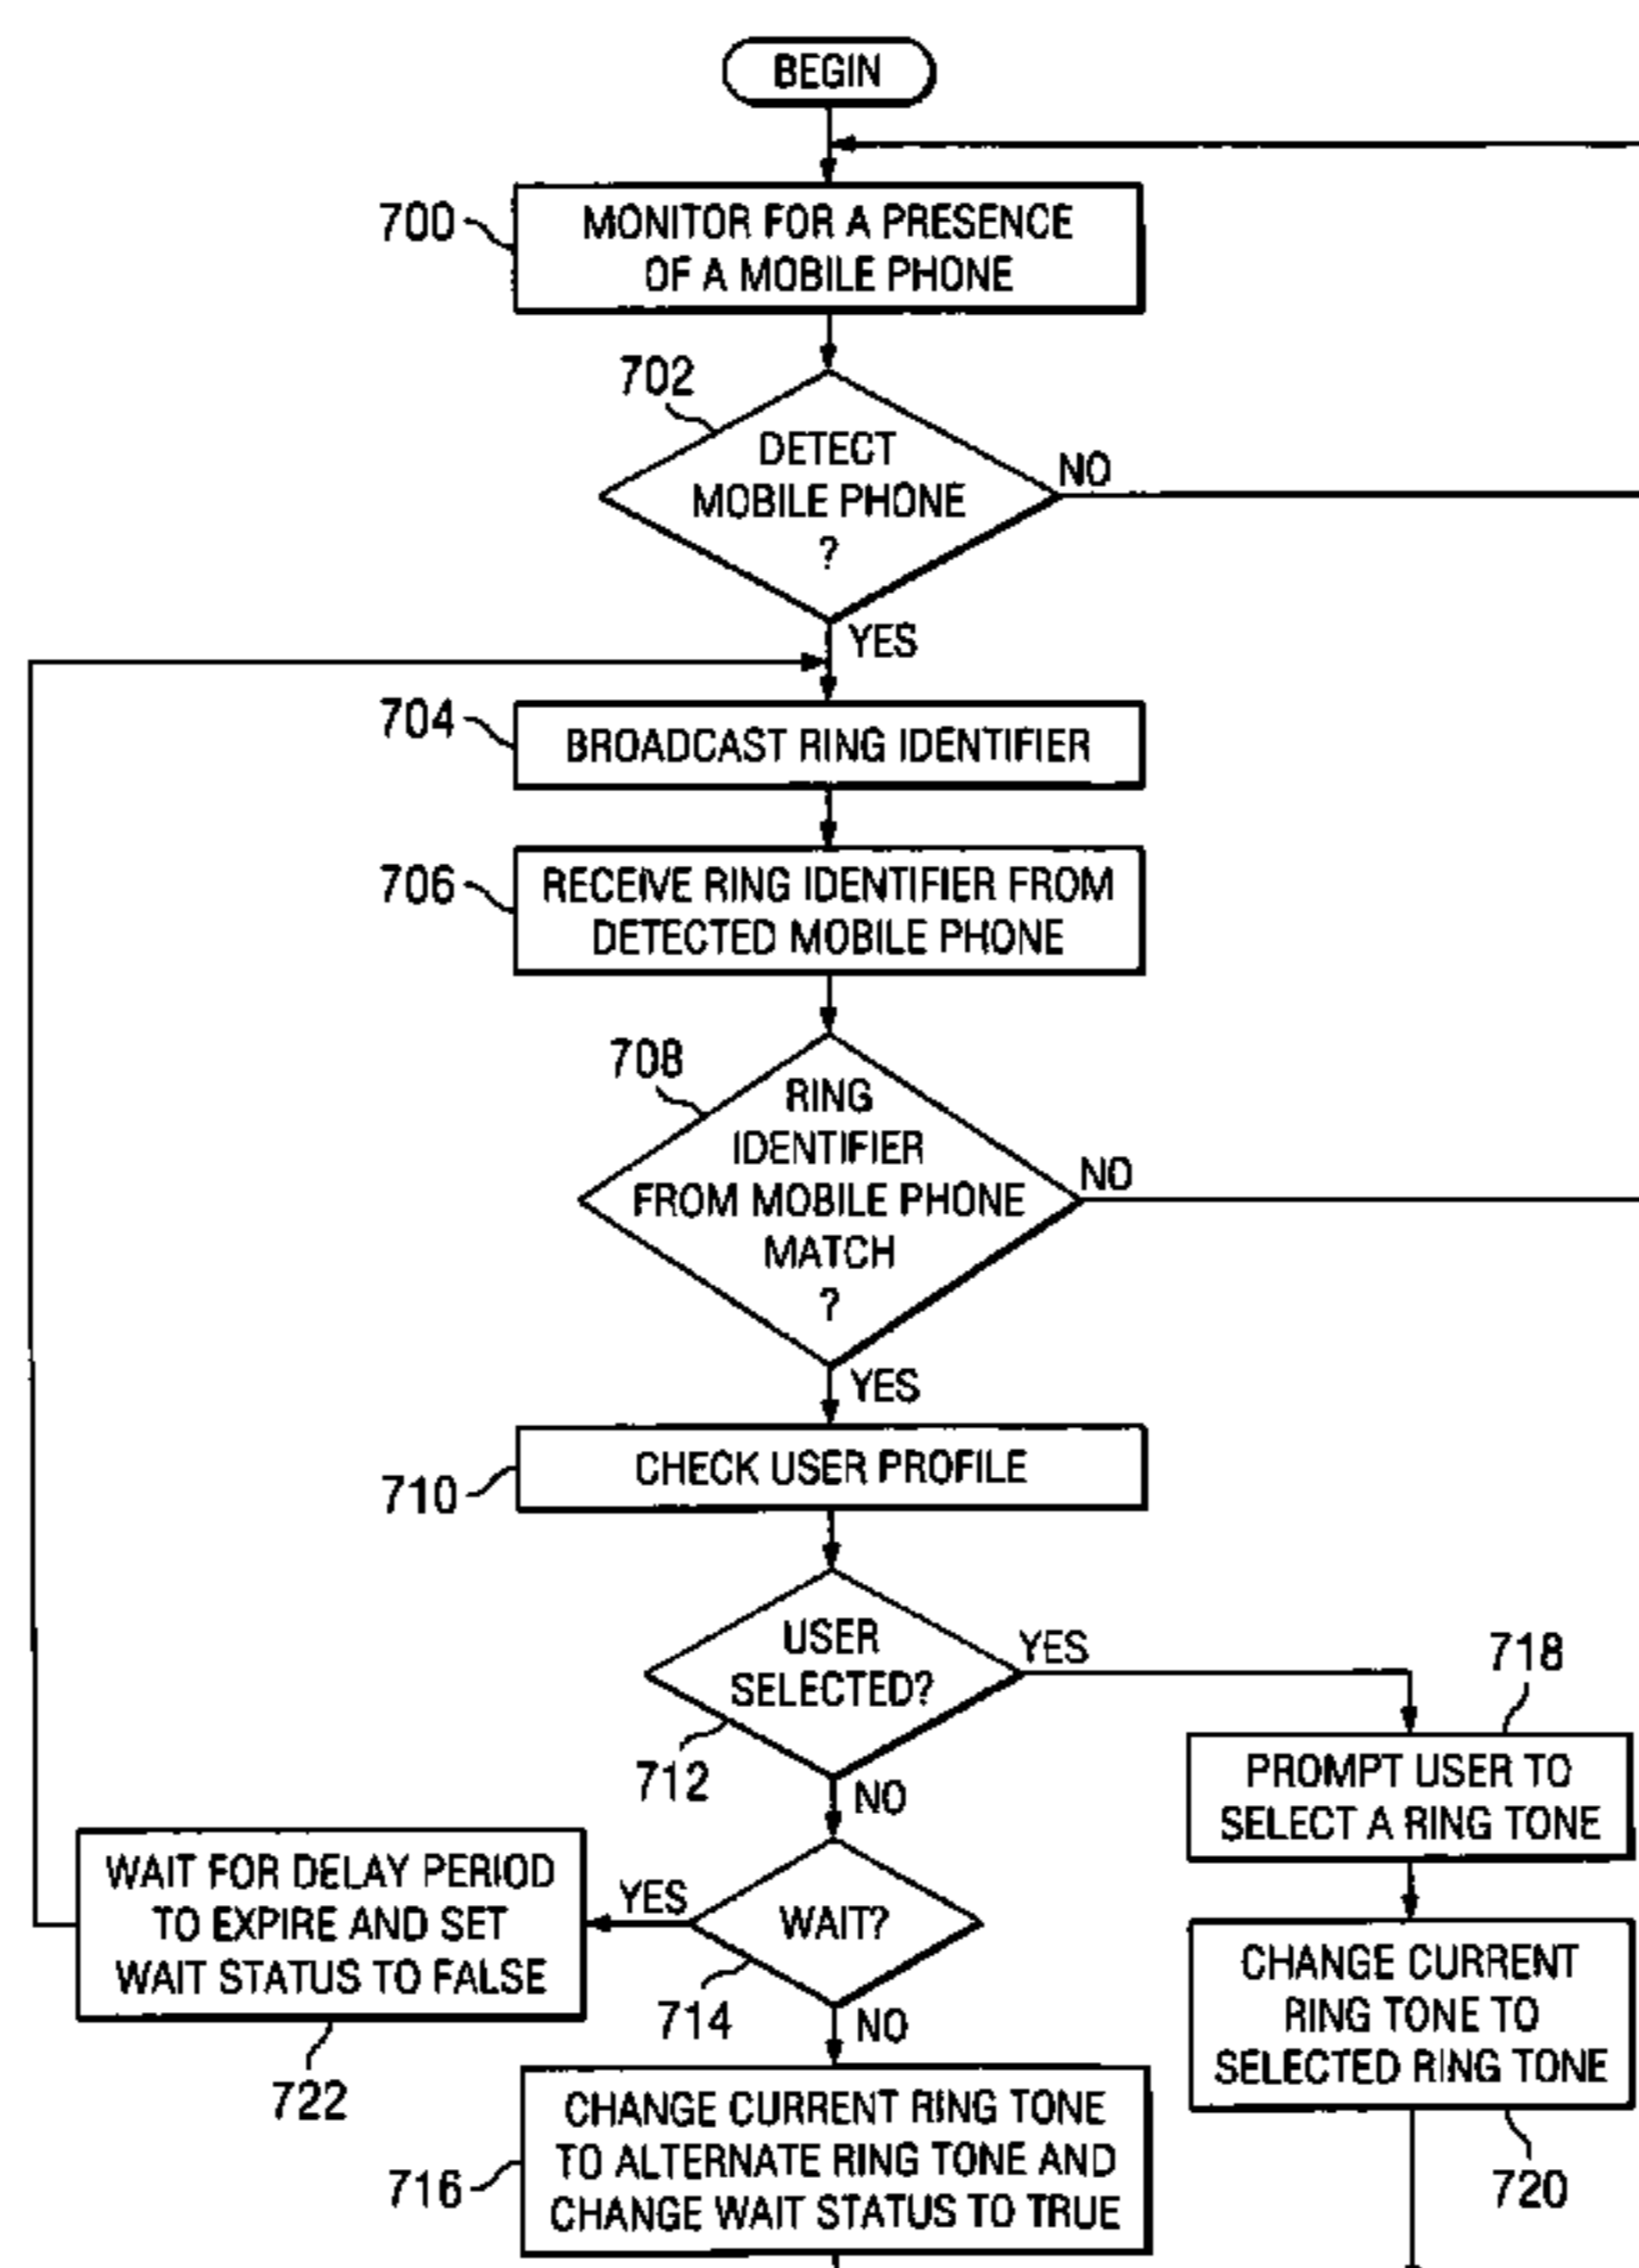 BEGIN
700
MONITOR FOR A PRESENCE
OF A MOBILE PHONE
702
DETECT
MOBILE PHONE
?
NO
YES
704
BROADCAST RING IDENTIFIER
706
RECEIVE RING IDENTIFIER FROM
DETECTED MOBILE PHONE
708
RING
IDENTIFIER
FROM MOBILE PHONE
MATCH
?
NO
YES
710
CHECK USER PROFILE
USER
SELECTED?
YES
712
NO
718
PROMPT USER TO
SELECT A RING TONE
WAIT FOR DELAY PERIOD
TO EXPIRE AND SET
WAIT STATUS TO FALSE
722
YES
WAIT?
714
NO
CHANGE CURRENT
RING TONE TO
SELECTED RING TONE
720
716
CHANGE CURRENT RING TONE
TO ALTERNATE RING TONE AND
CHANGE WAIT STATUS TO TRUE